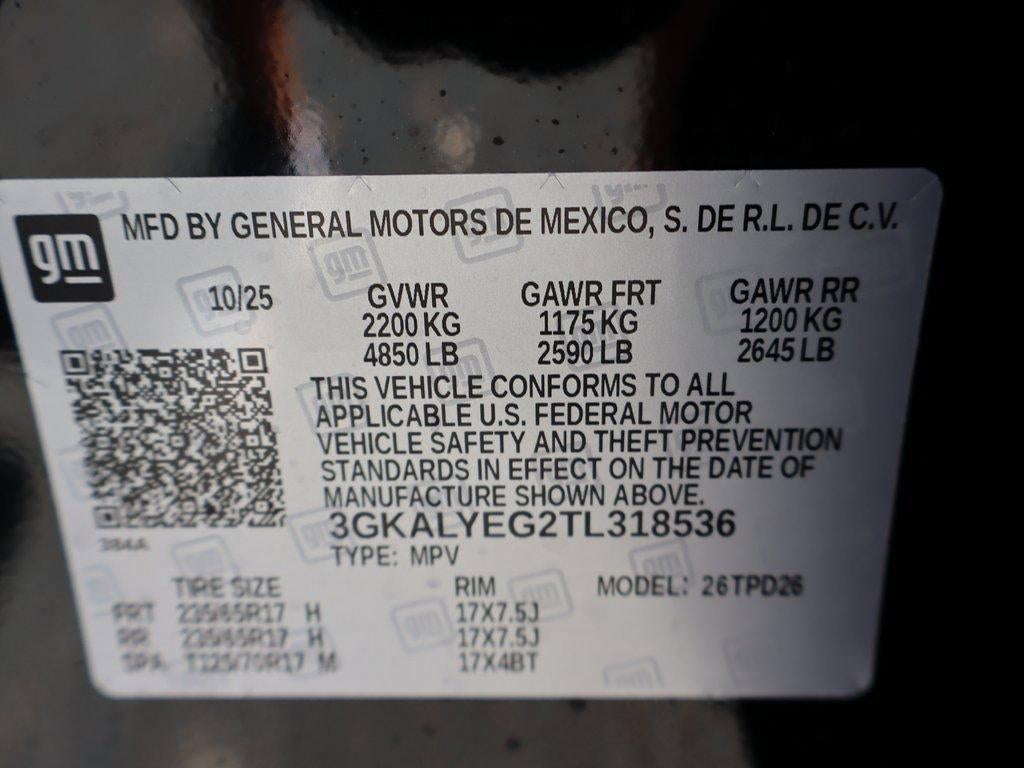 gm
MFD BY GENERAL MOTORS DE MEXICO, S. DE R.L. DE C.V.
10/25 GVWR GAWR FRT GAWR RR
2200 KG 1175 KG 1200 KG
4850 LB 2590 LB 2645 LB
THIS VEHICLE CONFORMS TO ALL
APPLICABLE U.S. FEDERAL MOTOR
VEHICLE SAFETY AND THEFT PREVENTION
STANDARDS IN EFFECT ON THE DATE OF
MANUFACTURE SHOWN ABOVE.
3GKALYEG2TL318536
384A
TYPE: MPV
TIRE SIZE RIM MODEL: 26TPD26
FRT 235/65R17 H 17X7.5J
RR 235/65R17 H 17X7.5J
SPA T125/70R17 M 17X4BT